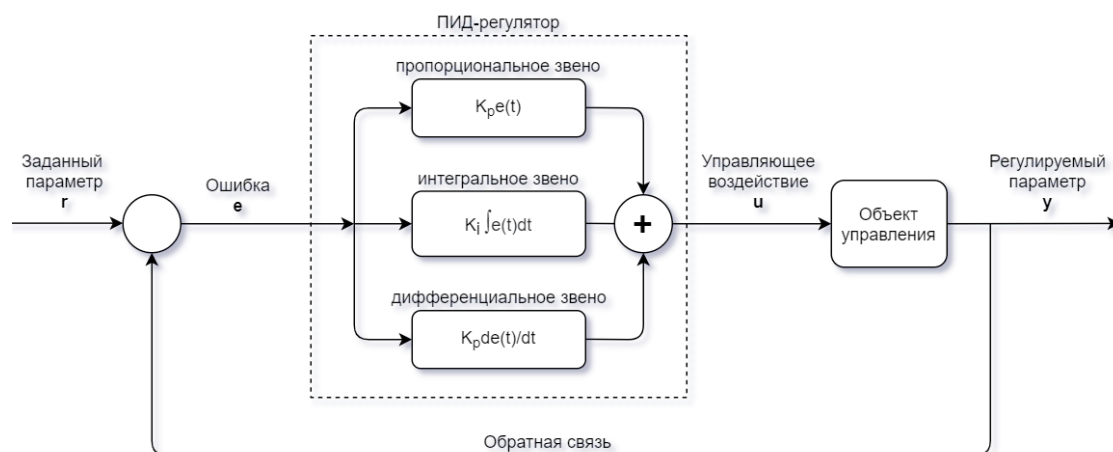 ПИД-регулятор
пропорциональное звено
Kpe(t)
Заданный
параметр
r
Ошибка
e
интегральное звено
Ki ∫e(t)dt
+
Управляющее
воздействие
u
Объект
управления
Регулируемый
параметр
y
дифференциальное звено
Kpde(t)/dt
Обратная связь